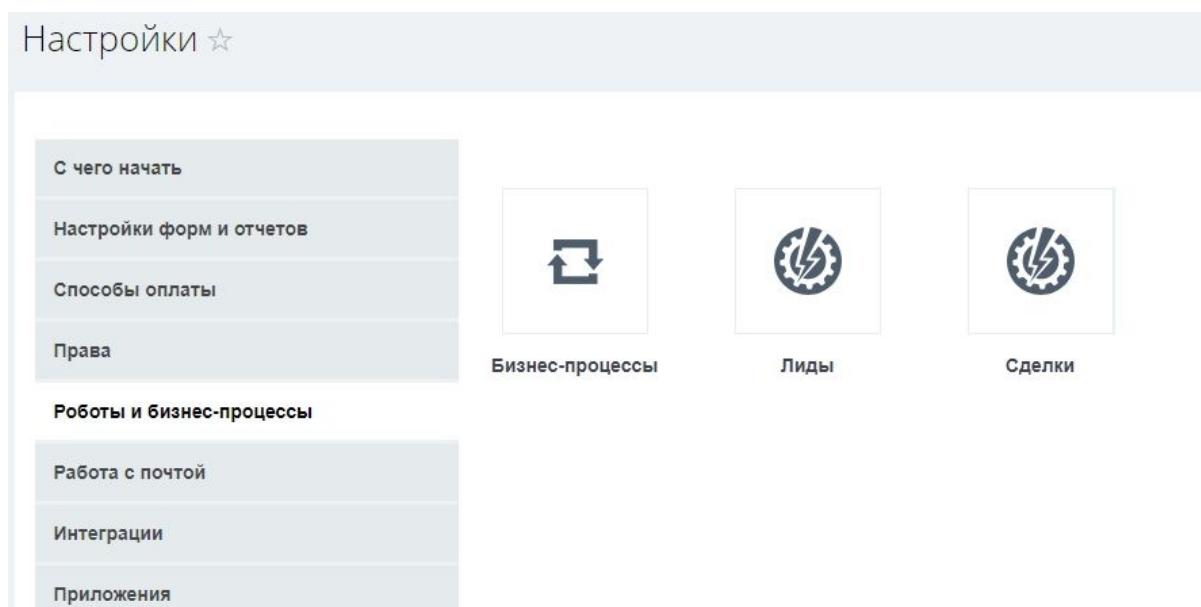 Настройки
С чего начать
Настройки форм и отчетов
Способы оплаты
Права
Роботы и бизнес-процессы
Работа с почтой
Интеграции
Приложения
Бизнес-процессы
Лиды
Сделки